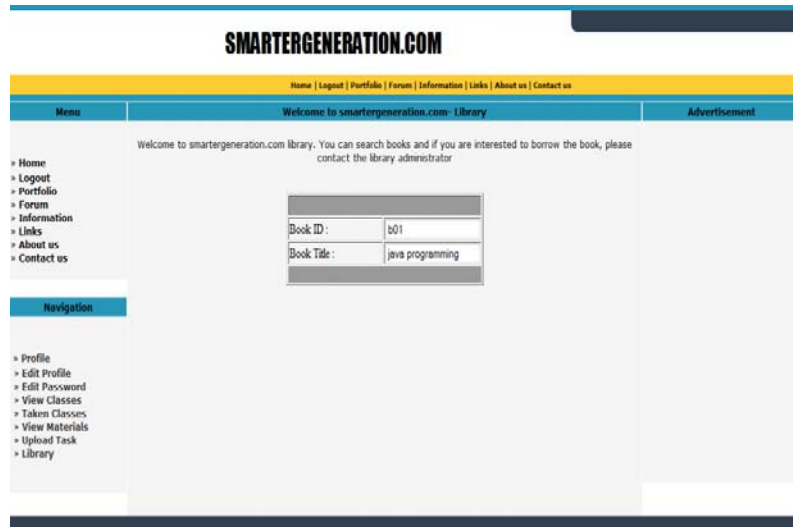 SMARTERGENERATION.COM
Home | Logout | Portfolio | Forum | Information | Links | About us | Contact us
Menu
» Home
» Logout
» Portfolio
» Forum
» Information
» Links
» About us
» Contact us
Navigation
» Profile
» Edit Profile
» Edit Password
» View Classes
» Taken Classes
» View Materials
» Upload Task
» Library
Welcome to smartergeneration.com- Library
Welcome to smartergeneration.com library. You can search books and if you are interested to borrow the book, please
contact the library administrator
Book ID : b01
Book Title : java programming
Advertisement